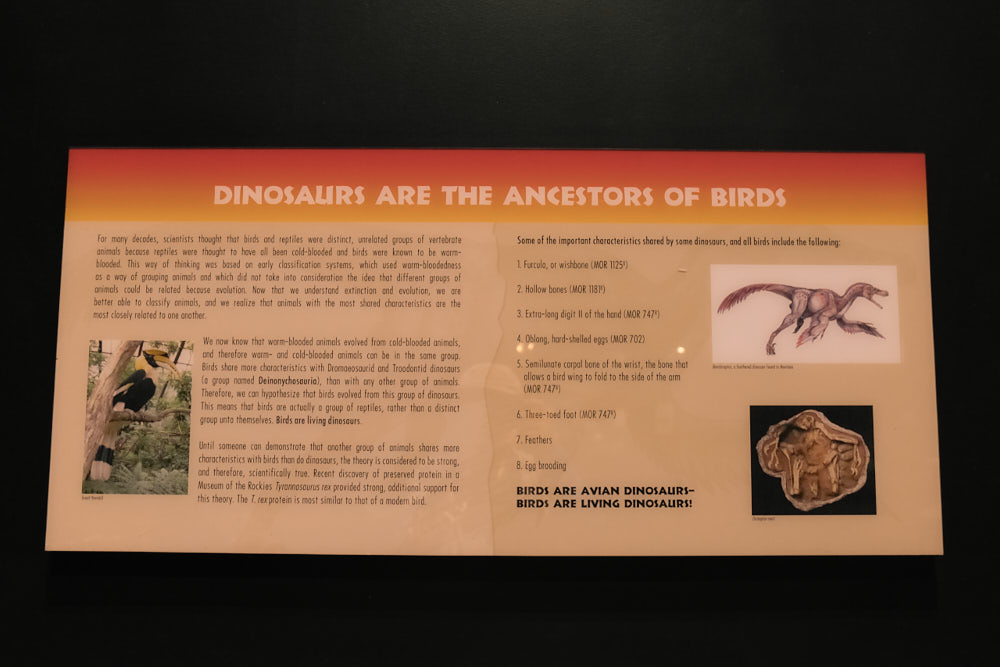 DINOSAURS ARE THE ANCESTORS OF BIRDS
For many decades, scientists thought that birds and reptiles were distinct, unrelated groups of vertebrate
animals because reptiles were thought to have all been cold-blooded and birds were known to be warm-
blooded. This way of thinking was based on early classification systems, which used warm-bloodedness
as a way of grouping animals and which did not take into consideration the idea that different groups of
animals could be related because evolution. Now that we understand extinction and evolution, we are
better able to classify animals, and we realize that animals with the most shared characteristics are the
most closely related to one another.
We now know that warm-blooded animals evolved from cold-blooded animals,
and therefore warm- and cold-blooded animals can be in the same group.
Birds share more characteristics with Dromaeosaurid and Troodontid dinosaurs
(a group named Deinonychosauria), than with any other group of animals.
Therefore, we can hypothesize that birds evolved from this group of dinosaurs.
This means that birds are actually a group of reptiles, rather than a distinct
group unto themselves. Birds are living dinosaurs.
Until someone can demonstrate that another group of animals shares more
characteristics with birds than do dinosaurs, the theory is considered to be strong,
and therefore, scientifically true. Recent discovery of preserved protein in a
Museum of the Rockies Tyrannosaurus rex provided strong, additional support for
this theory. The T. rex protein is most similar to that of a modern bird.
Some of the important characteristics shared by some dinosaurs, and all birds include the following:
1. Furcula, or wishbone (MOR 1125§)
2. Hollow bones (MOR 1181§)
3. Extra-long digit II of the hand (MOR 747§)
4. Oblong, hard-shelled eggs (MOR 702)
5. Semilunate carpal bone of the wrist, the bone that
allows a bird wing to fold to the side of the arm
(MOR 747§)
6. Three-toed foot (MOR 747§)
7. Feathers
8. Egg brooding
BIRDS ARE AVIAN DINOSAURS–
BIRDS ARE LIVING DINOSAURS!
Bambiraptor, a feathered dinosaur found in Montana